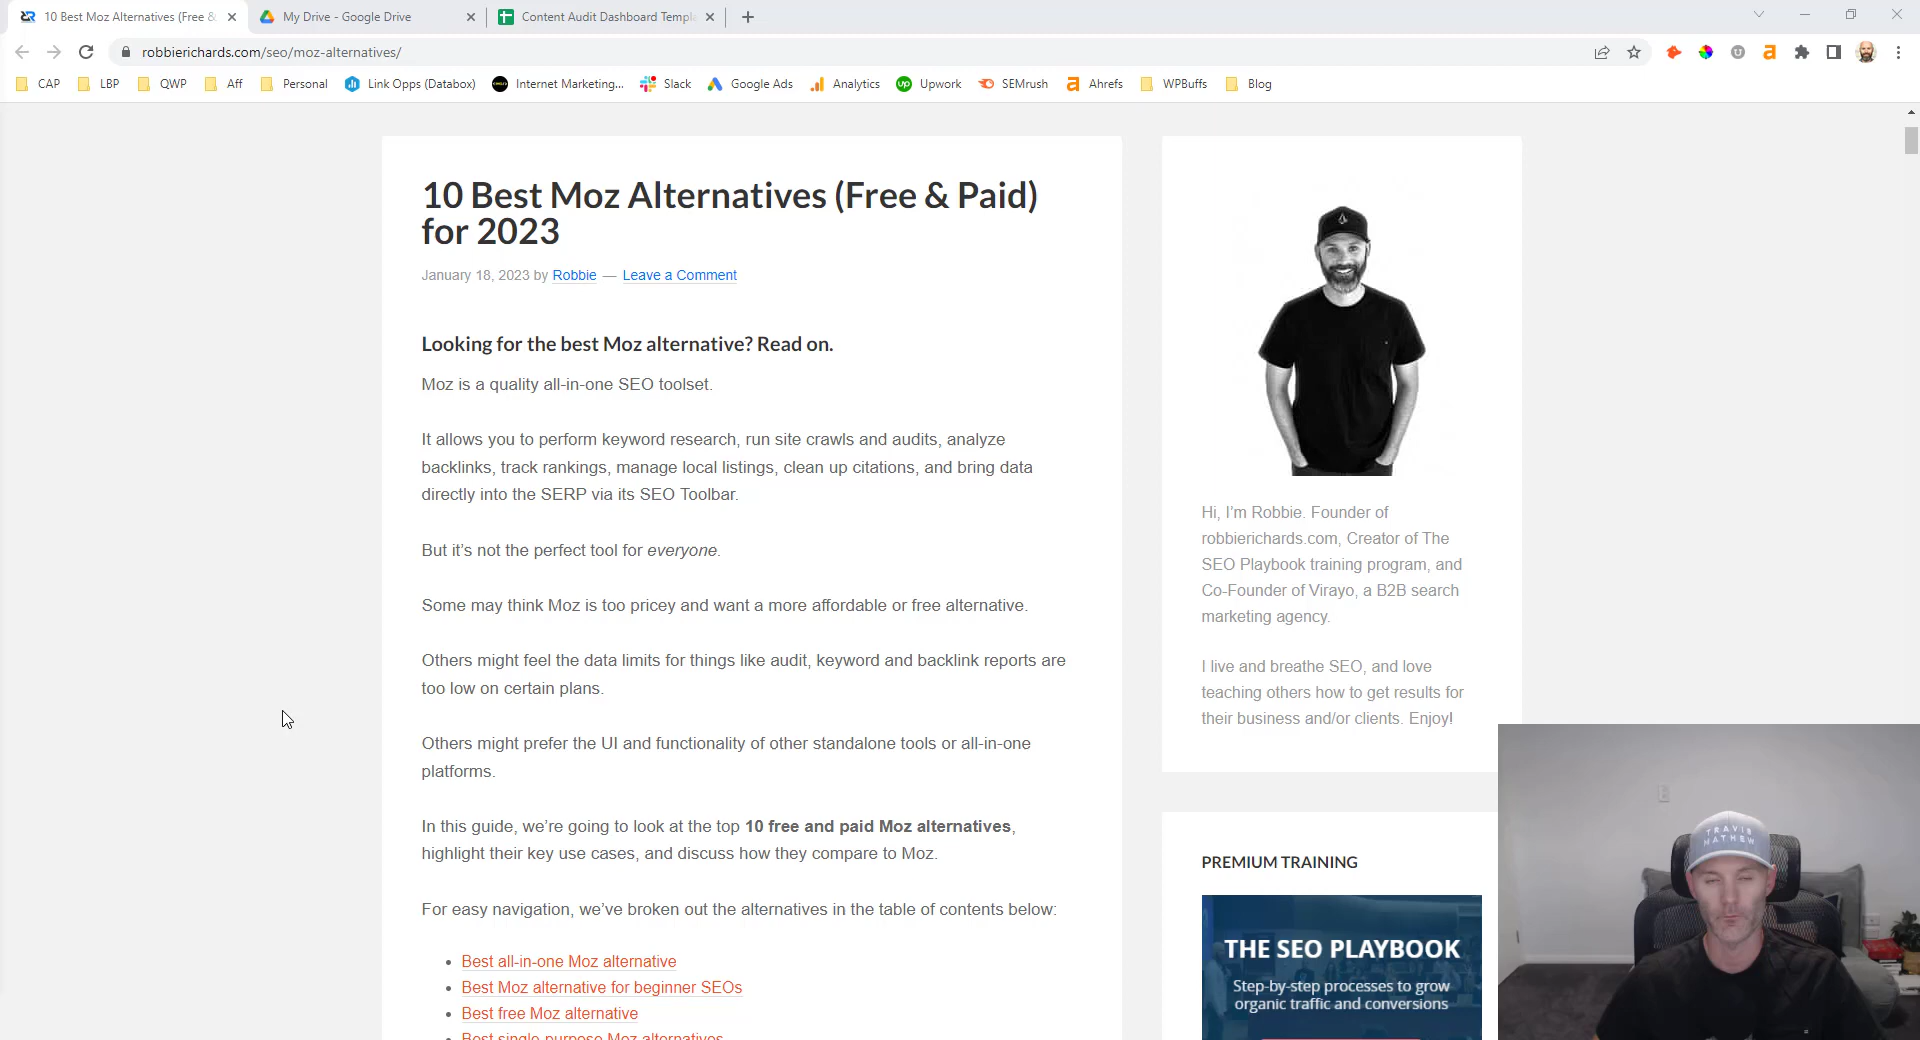 10 Best Moz Alternatives (Free &
My Drive - Google Drive
Content Audit Dashboard Templ
robbierichards.com/seo/moz-alternatives/
CAP
LBP
QWP
Aff
Personal
Link Opps (Databox)
Internet Marketing...
Slack
Google Ads
Analytics
Upwork
SEMrush
Ahrefs
WPBuffs
Blog
10 Best Moz Alternatives (Free & Paid)
for 2023
January 18, 2023 by Robbie — Leave a Comment
Looking for the best Moz alternative? Read on.
Moz is a quality all-in-one SEO toolset.
It allows you to perform keyword research, run site crawls and audits, analyze
backlinks, track rankings, manage local listings, clean up citations, and bring data
directly into the SERP via its SEO Toolbar.
But it's not the perfect tool for everyone.
Some may think Moz is too pricey and want a more affordable or free alternative.
Others might feel the data limits for things like audit, keyword and backlink reports are
too low on certain plans.
Others might prefer the UI and functionality of other standalone tools or all-in-one
platforms.
In this guide, we're going to look at the top 10 free and paid Moz alternatives,
highlight their key use cases, and discuss how they compare to Moz.
For easy navigation, we've broken out the alternatives in the table of contents below:
• Best all-in-one Moz alternative
• Best Moz alternative for beginner SEOs
• Best free Moz alternative
Best single-purpose Moz alternatives
Hi, I'm Robbie. Founder of
robbierichards.com, Creator of The
SEO Playbook training program, and
Co-Founder of Virayo, a B2B search
marketing agency.
I live and breathe SEO, and love
teaching others how to get results for
their business and/or clients. Enjoy!
PREMIUM TRAINING
THE SEO PLAYBOOK
Step-by-step processes to grow
organic traffic and conversions
TRAVIS
MATHEW